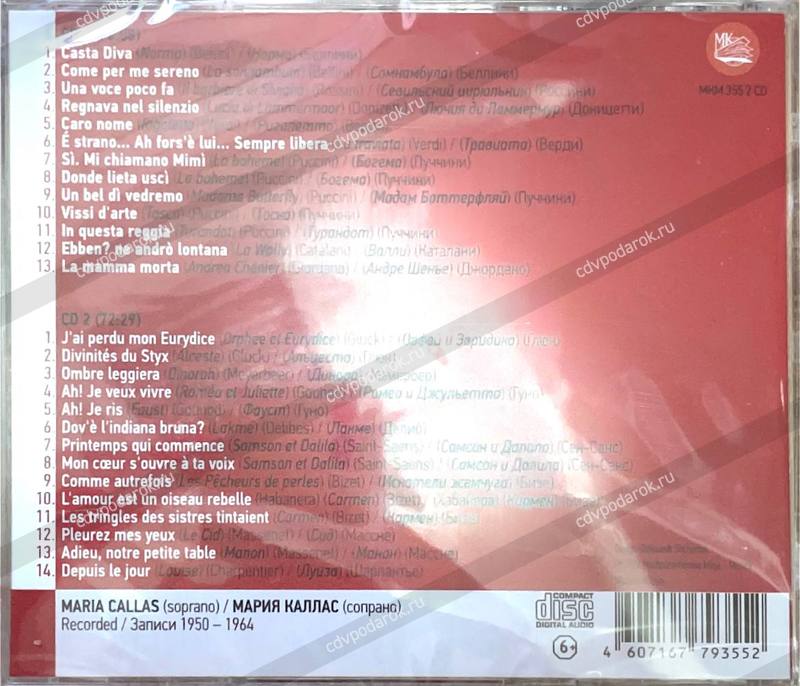 MK
МКМ 355 2 CD
1. Casta Diva (Norma) (Bellini) / (Норма) (Беллини)
2. Come per me sereno (La sonnambula) (Bellini) / (Сомнамбула) (Беллини)
3. Una voce poco fa (Il barbiere di Siviglia) (Rossini) / (Севильский цирюльник) (Россини)
4. Regnava nel silenzio (Lucia di Lammermoor) (Donizetti) / (Лючия ди Ламмермур) (Доницетти)
5. Caro nome (Rigoletto) / (Риголетто)
6. É strano... Ah fors'è lui... Sempre libera (Traviata) (Verdi) / (Травиата) (Верди)
7. Sì. Mi chiamano Mimì (La boheme) (Puccini) / (Богема) (Пуччини)
8. Donde lieta uscì (La boheme) (Puccini) / (Богема) (Пуччини)
9. Un bel dì vedremo (Madama Butterfly) (Puccini) / (Мадам Баттерфляй) (Пуччини)
10. Vissi d'arte (Tosca) (Puccini) / (Тоска) (Пуччини)
11. In questa reggia (Turandot) (Puccini) / (Турандот) (Пуччини)
12. Ebben? ne andrò lontana (La Wally) (Catalani) / (Валли) (Каталани)
13. La mamma morta (Andrea Chenier) (Giordano) / (Андре Шенье) (Джордано)
CD 2 (72:29)
1. J'ai perdu mon Eurydice (Orphee et Eurydice) (Gluck) / (Орфей и Эвридика) (Глюк)
2. Divinités du Styx (Alceste) (Gluck) / (Альцеста) (Глюк)
3. Ombre leggiera (Dinorah) (Meyerbeer) / (Динора) (Мейербер)
4. Ah! Je veux vivre (Roméo et Juliette) (Gounod) / (Ромео и Джульетта) (Гуно)
5. Ah! Je ris (Faust) (Gounod) / (Фауст) (Гуно)
6. Dov'è l'indiana bruna? (Lakme) (Delibes) / (Лакме) (Делиб)
7. Printemps qui commence (Samson et Dalila) (Saint-Saens) / (Самсон и Далила) (Сен-Санс)
8. Mon cœur s'ouvre à ta voix (Samson et Dalila) (Saint-Saens) / (Самсон и Далила) (Сен-Санс)
9. Comme autrefois (Les Pêcheurs de perles) (Bizet) / (Искатели жемчуга) (Бизе)
10. L'amour est un oiseau rebelle (Habanera) (Carmen) (Bizet) / (Хабанера) (Кармен) (Бизе)
11. Les tringles des sistres tintaient (Carmen) (Bizet) / (Кармен) (Бизе)
12. Pleurez mes yeux (Le Cid) (Massenet) / (Сид) (Массне)
13. Adieu, notre petite table (Manon) (Massenet) / (Манон) (Массне)
14. Depuis le jour (Louise) (Charpentier) / (Луиза) (Шарпантье)
MARIA CALLAS (soprano) / МАРИЯ КАЛЛАС (сопрано)
Recorded / Записи 1950 – 1964
COMPACT
disc
DIGITAL AUDIO
6+
4 607167 793552
cdvpodarok.ru